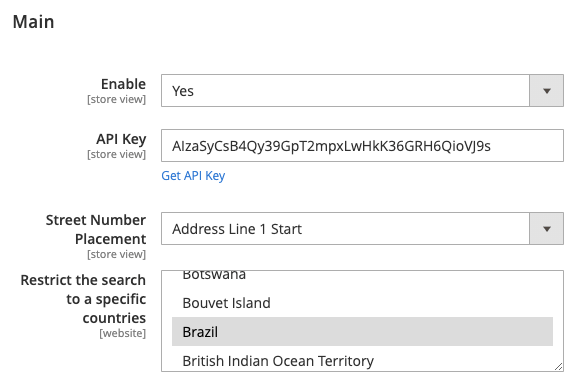 Main
Enable
[store view]
Yes
API Key
[store view]
AIzaSyCsB4Qy39GpT2mpxLwHkK36GRH6QioVJ9s
Get API Key
Street Number
Placement
[store view]
Address Line 1 Start
Restrict the search
to a specific
countries
[website]
Botswana
Bouvet Island
Brazil
British Indian Ocean Territory